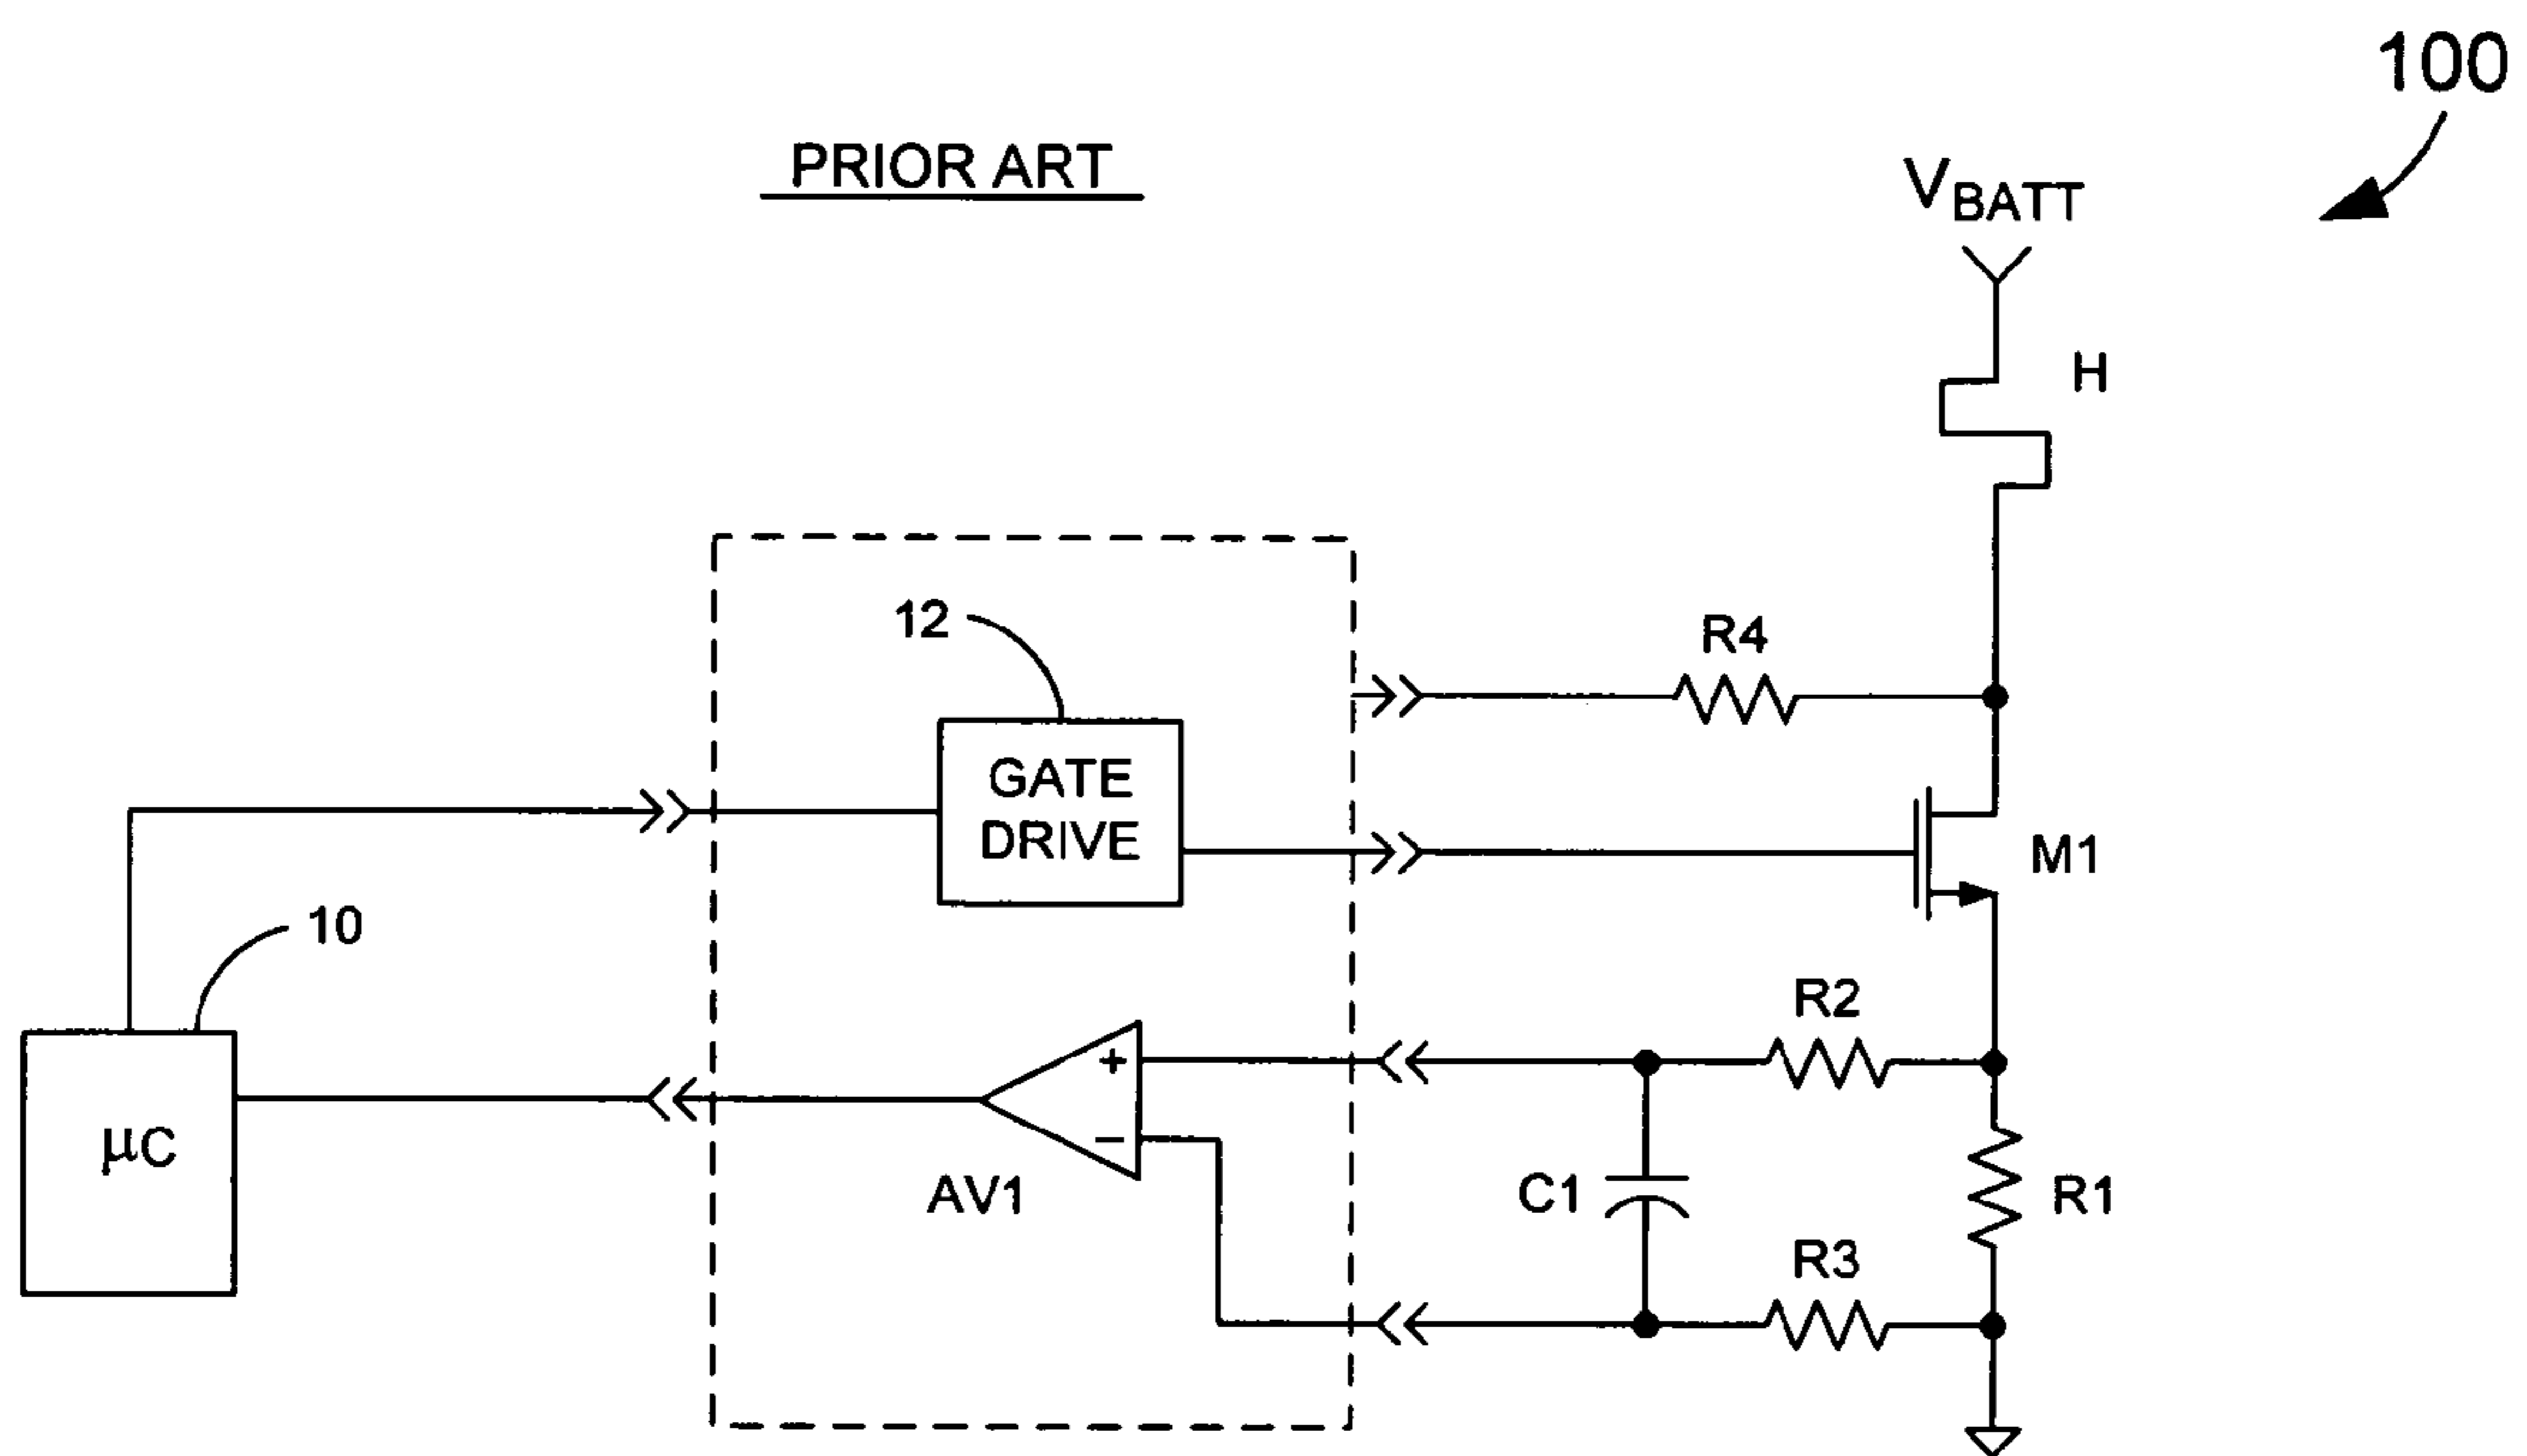 100
PRIOR ART
VBATT
H
12
R4
GATE
DRIVE
M1
10
R2
+
µC
−
AV1
C1
R1
R3